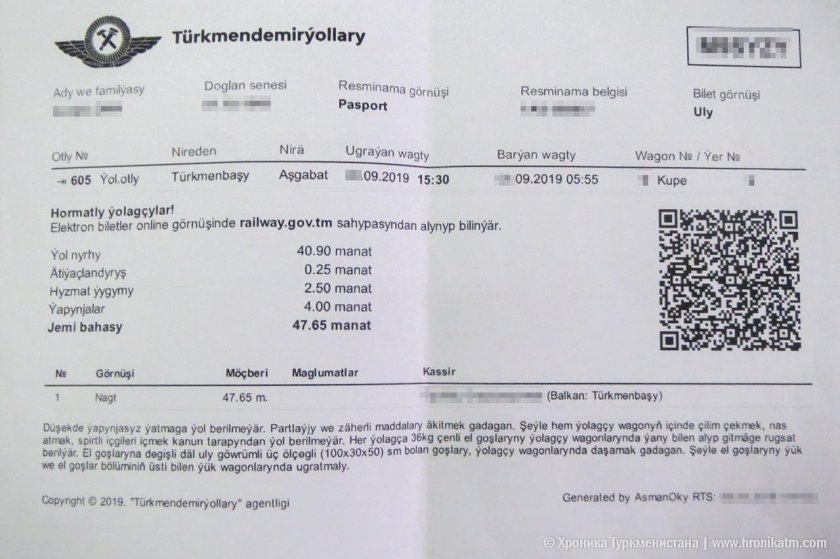 Türkmendemirýollary
Ady we familýasy
Doglan senesi
Resminama görnüşi
Pasport
Resminama belgisi
Bilet görnüşi
Uly
Otly №
Nireden
Nirä
Ugraýan wagty
Barýan wagty
Wagon № / Ýer №
605 Ýol.otly
Türkmenbaşy
Aşgabat
.09.2019 15:30
.09.2019 05:55
Kupe
Hormatly ýolagçylar!
Elektron biletler online görnüşinde railway.gov.tm sahypasyndan alynyp bilinýär.
Ýol nyrhy 40.90 manat
Ätiýaçlandyryş 0.25 manat
Hyzmat ýygymy 2.50 manat
Ýapynjalar 4.00 manat
Jemi bahasy 47.65 manat
№ Görnüşi Möçberi Maglumatlar Kassir
1 Nagt 47.65 m. (Balkan: Türkmenbaşy)
Düşekde ýapynjasyz ýatmaga ýol berilmeýär. Partlaýjy we zäherli maddalary äkitmek gadagan. Şeýle hem ýolagçy wagonyň içinde çilim çekmek, nas
atmak, spirtli içgileri içmek kanun tarapyndan ýol berilmeýär. Her ýolagça 36kg çenli el goşlaryny ýolagçy wagonlarynda ýany bilen alyp gitmäge rugsat
berilýär. El goşlaryna degişli däl uly göwrümli üç ölçegli (100x30x50) sm bolan goşlary, ýolagçy wagonlarynda daşamak gadagan. Şeýle el goşlaryny ýük
we el goşlar bölüminiň üsti bilen ýük wagonlarynda ugratmaly.
Copyright © 2019. "Türkmendemirýollary" agentligi
Generated by AsmanOky RTS:
© Хроника Туркменистана | www.hronikatm.com